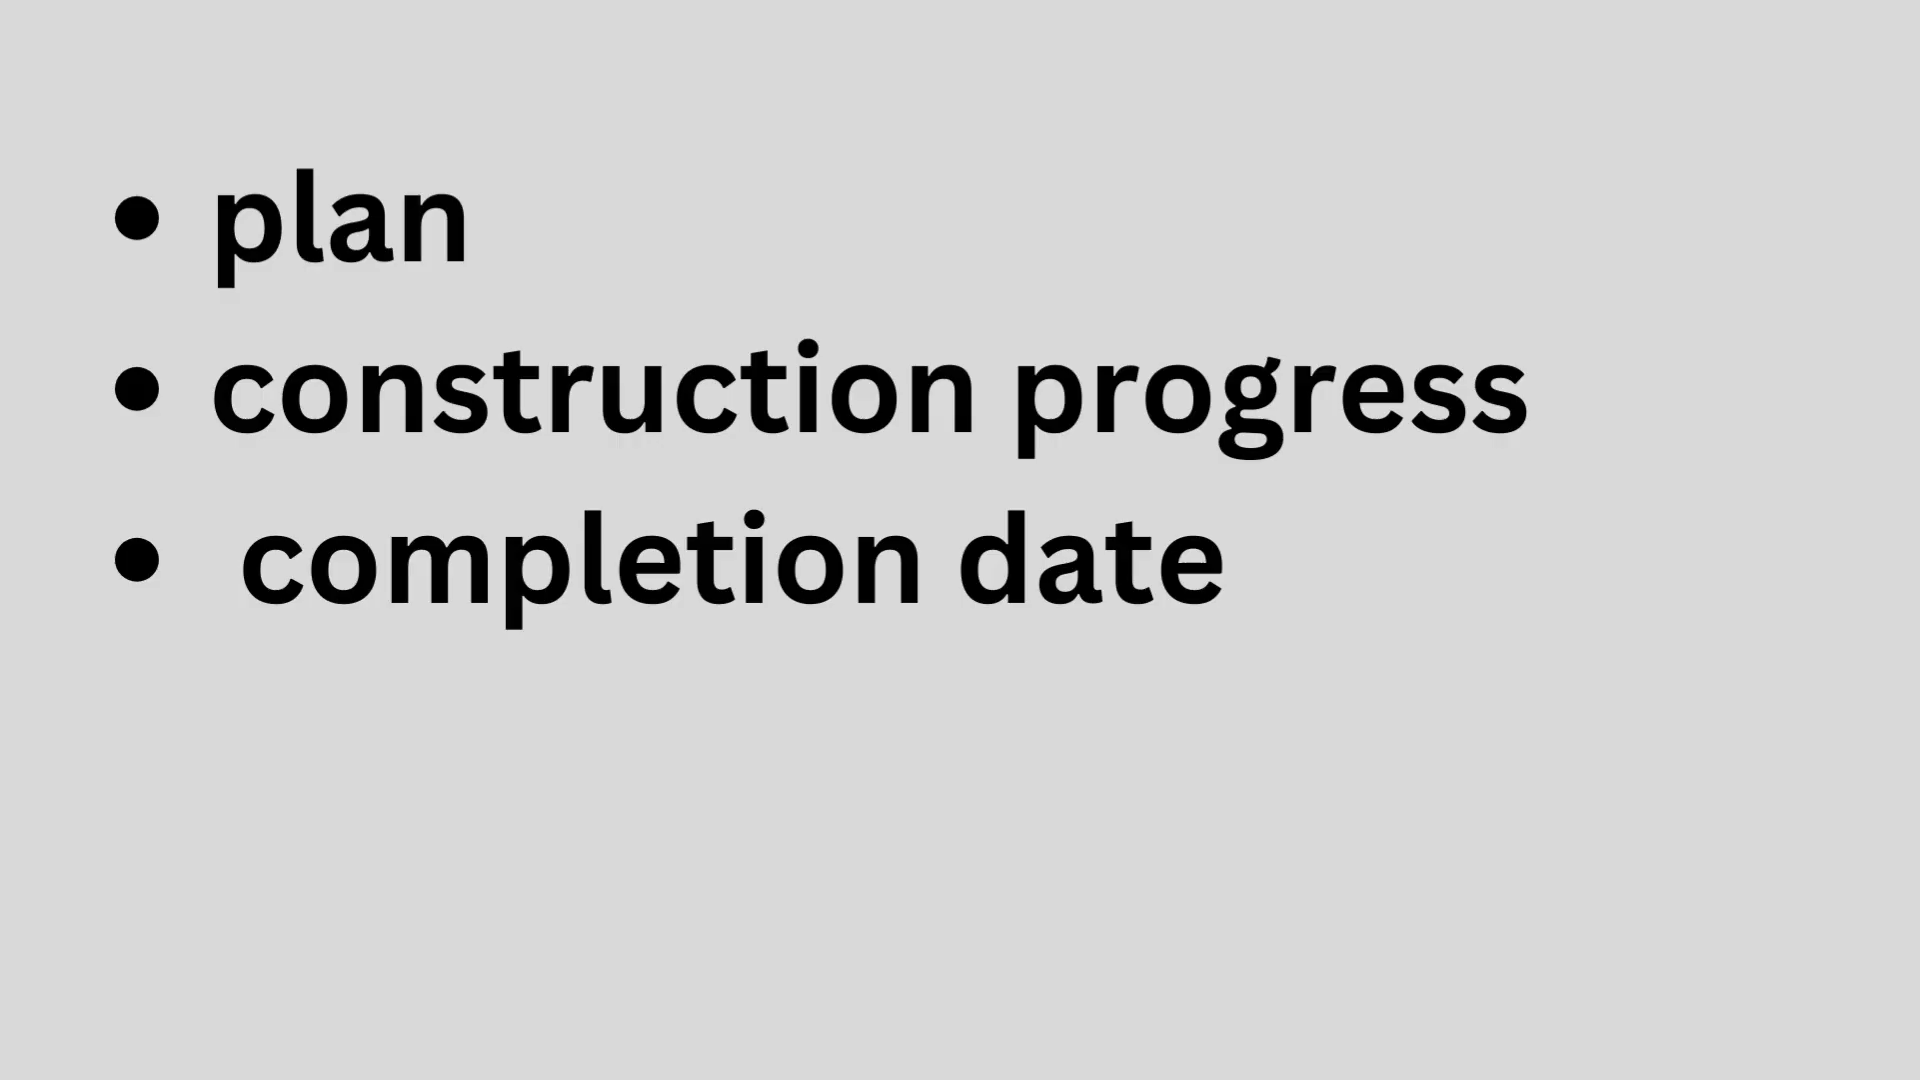 • plan
• construction progress
• completion date